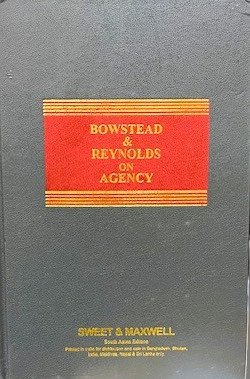 BOWSTEAD
&
REYNOLDS
ON
AGENCY
SWEET & MAXWELL
South Asian Edition
Printed in India for distribution and sale in Bangladesh, Bhutan,
India, Maldives, Nepal & Sri Lanka only.